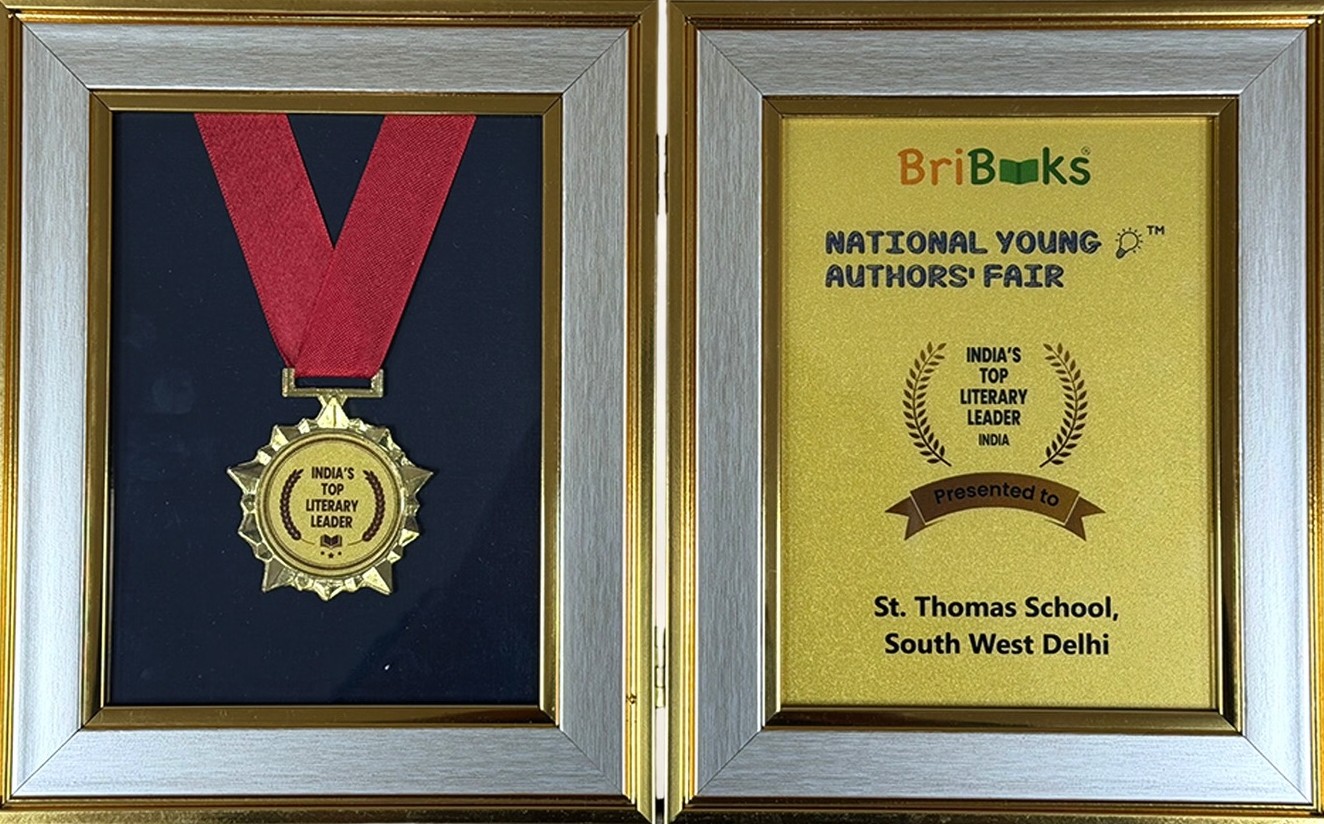 INDIA'S
TOP
LITERARY
LEADER
BriBooks®
NATIONAL YOUNG ™
AUTHORS' FAIR
INDIA'S
TOP
LITERARY
LEADER
INDIA
Presented to
St. Thomas School,
South West Delhi